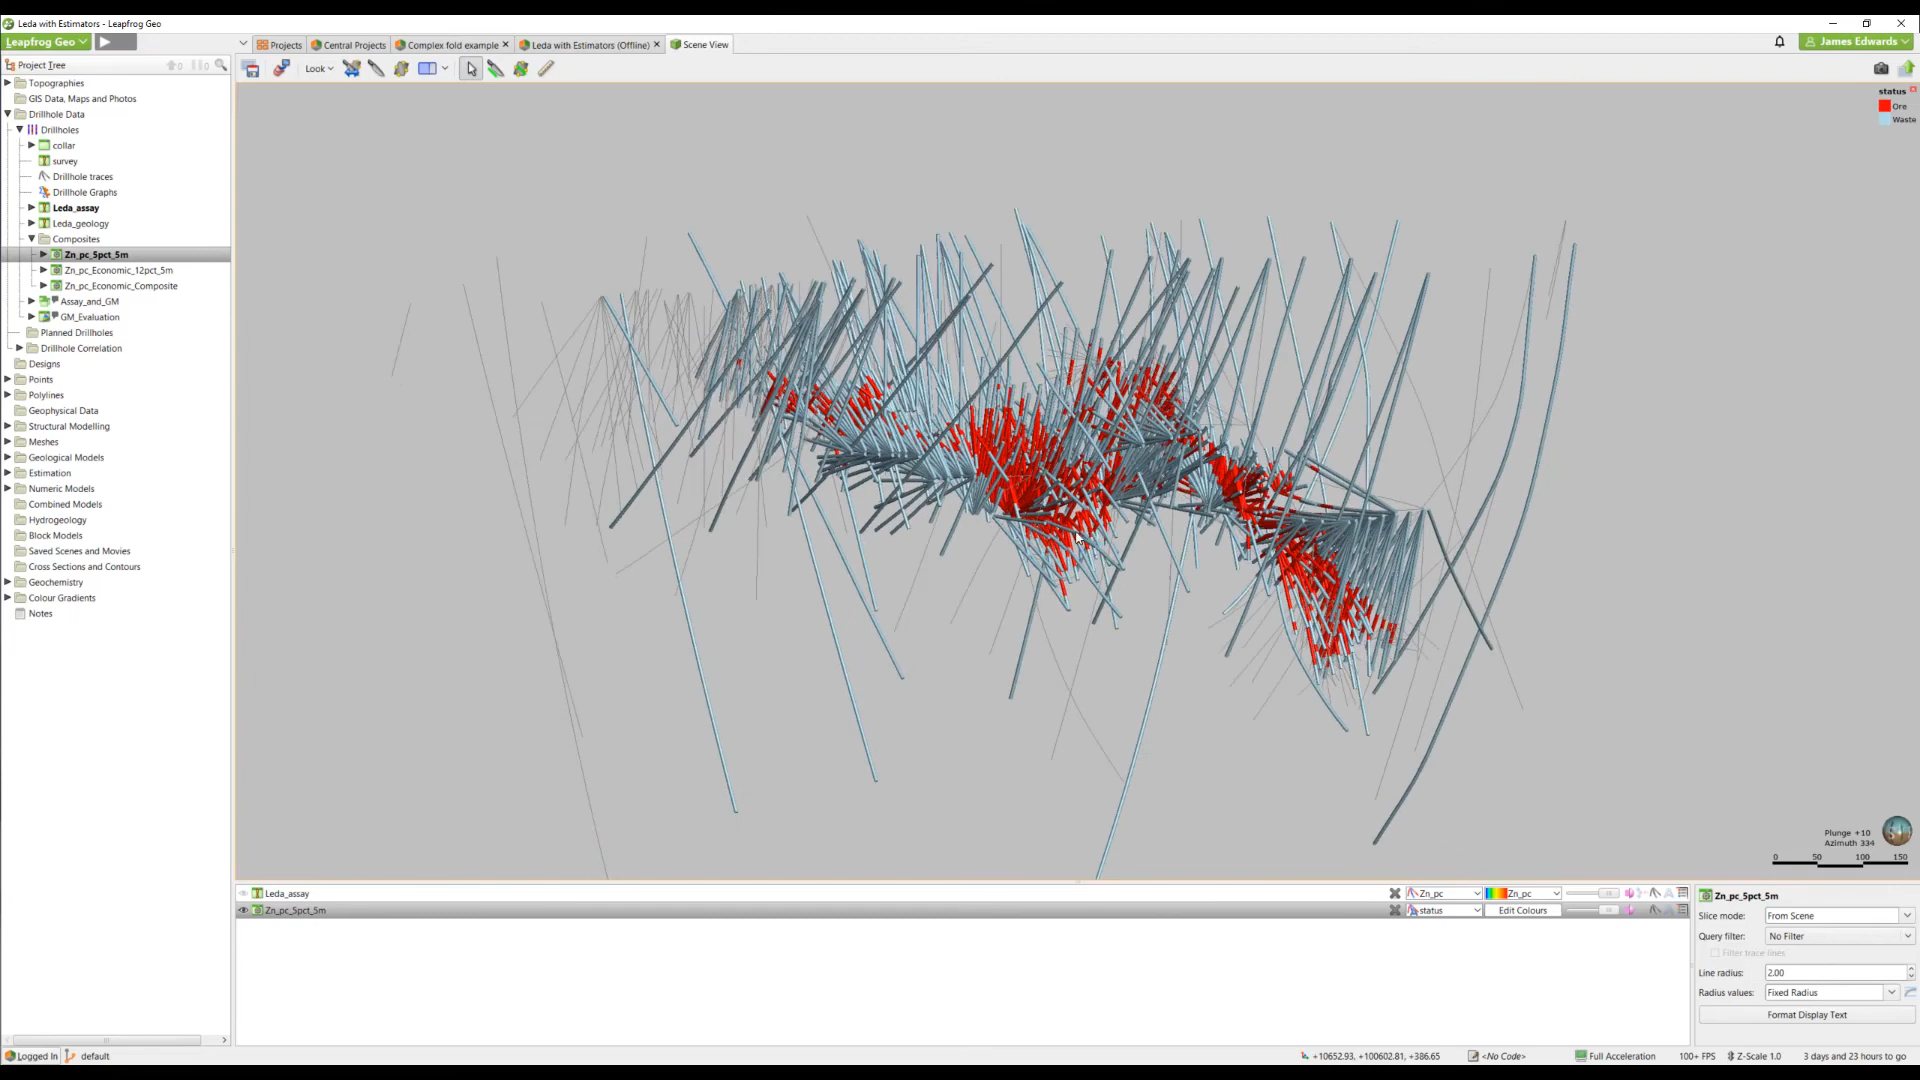 Leda with Estimators - Leapfrog Geo
Leapfrog Geo
Projects
Central Projects
Complex fold example
Leda with Estimators (Offline)
Scene View
James Edwards
Project Tree
0
0
Look
Topographies
GIS Data, Maps and Photos
Drillhole Data
Drillholes
collar
survey
Drillhole traces
Drillhole Graphs
Leda_assay
Leda_geology
Composites
Zn_pc_5pct_5m
Zn_pc_Economic_12pct_5m
Zn_pc_Economic_Composite
Assay_and_GM
GM_Evaluation
Planned Drillholes
Drillhole Correlation
Designs
Points
Polylines
Geophysical Data
Structural Modelling
Meshes
Geological Models
Estimation
Numeric Models
Combined Models
Hydrogeology
Block Models
Saved Scenes and Movies
Cross Sections and Contours
Geochemistry
Colour Gradients
Notes
status
Ore
Waste
Plunge +10
Azimuth 334
0 50 100 150
Leda_assay
Zn_pc
Zn_pc
Zn_pc_5pct_5m
status
Edit Colours
Zn_pc_5pct_5m
Slice mode: From Scene
Query filter: No Filter
Filter trace lines
Line radius: 2.00
Radius values: Fixed Radius
Format Display Text
Logged In
default
+10652.93, +100602.81, +386.65
<No Code>
Full Acceleration
100+ FPS
Z-Scale 1.0
3 days and 23 hours to go